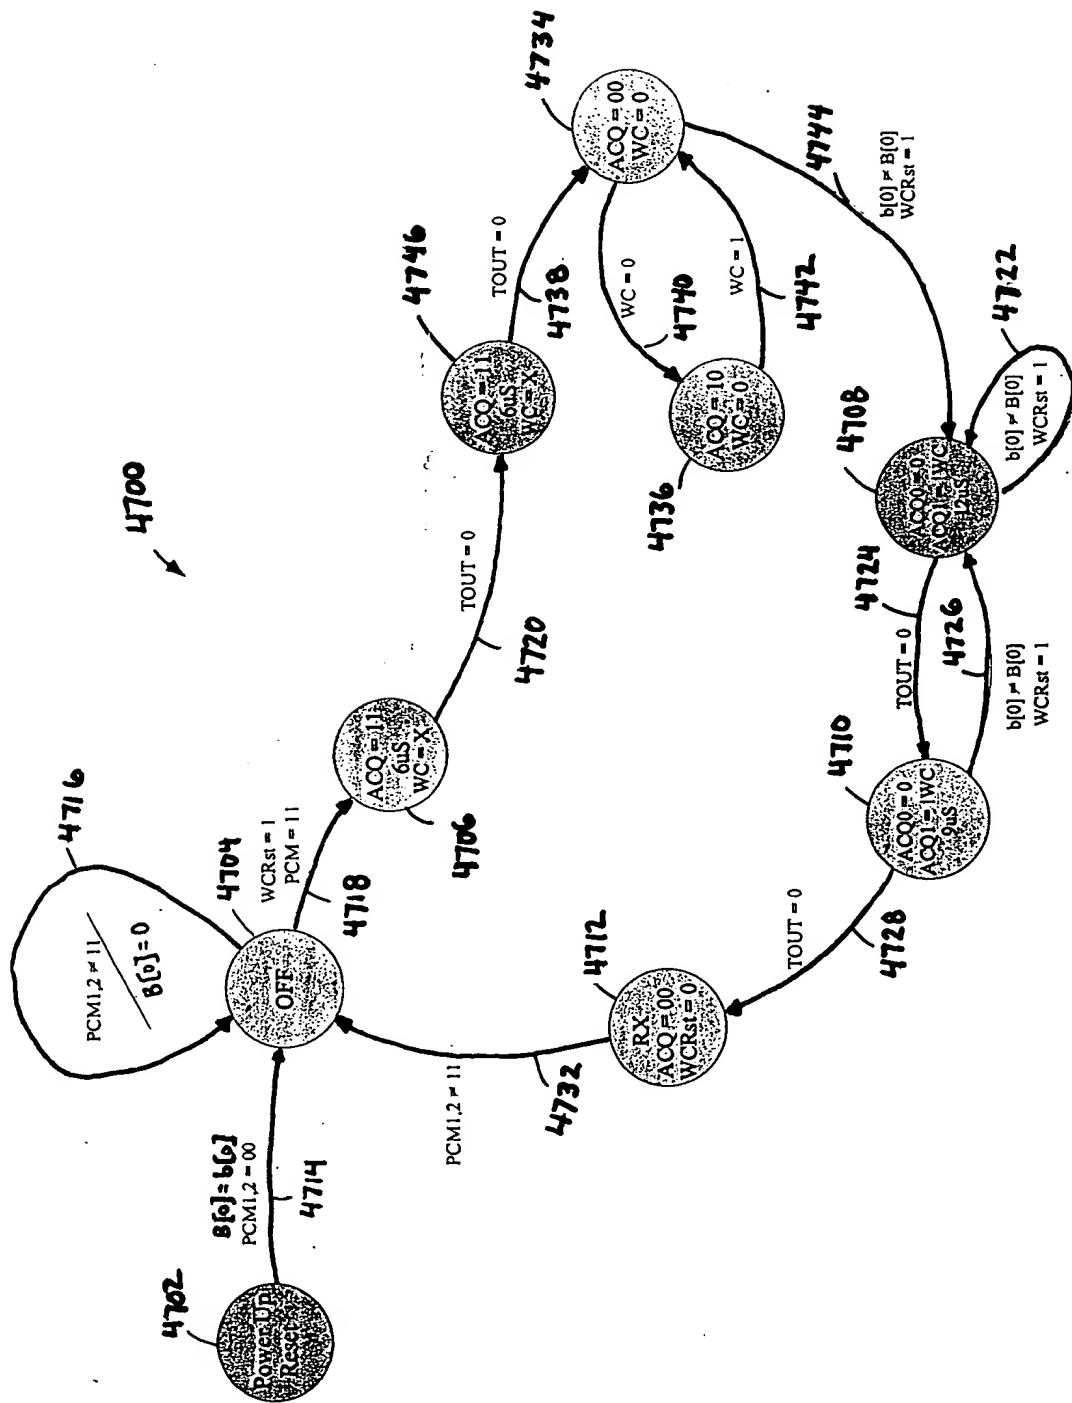 4700
4702
Power Up
Reset
B[0]=b[0]
PCM1,2 = 00
4714
PCM1,2 ≠ 11
B[0]=0
4716
4704
OFF
WCRst = 1
PCM = 11
4718
4706
ACQ = 11
6uS
WC = X
TOUT = 0
4720
4746
ACQ = 11
6uS
WC = X
TOUT = 0
4738
4734
ACQ = 00
WC = 0
WC = 0
4740
4736
ACQ = 10
WC = 0
WC = 1
4742
4744
b[0] ≠ B[0]
WCRst = 1
4708
ACQ0 = 0
ACQ1 = 1WC
12uS
4722
b[0] ≠ B[0]
WCRst = 1
4724
TOUT = 0
4726
b[0] ≠ B[0]
WCRst = 1
4710
ACQ0 = 0
ACQ1 = 1WC
9uS
TOUT = 0
4728
4712
RX
ACQ = 00
WCRst = 0
PCM1,2 ≠ 11
4732